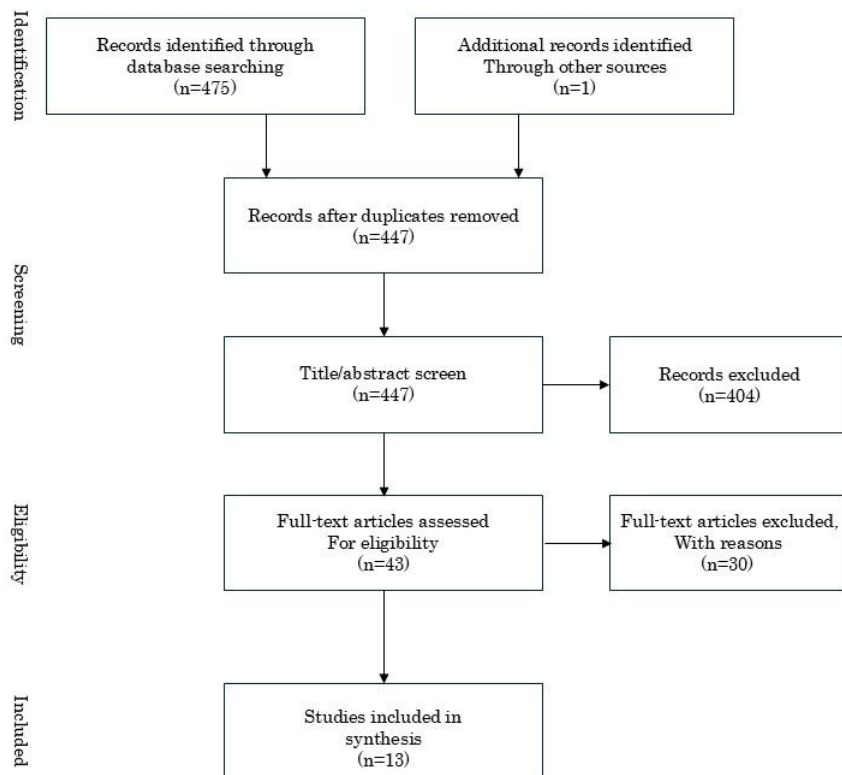 Identification
Records identified through
database searching
(n=475)
Additional records identified
Through other sources
(n=1)
Screening
Records after duplicates removed
(n=447)
Title/abstract screen
(n=447)
Records excluded
(n=404)
Eligibility
Full-text articles assessed
For eligibility
(n=43)
Full-text articles excluded,
With reasons
(n=30)
Included
Studies included in
synthesis
(n=13)